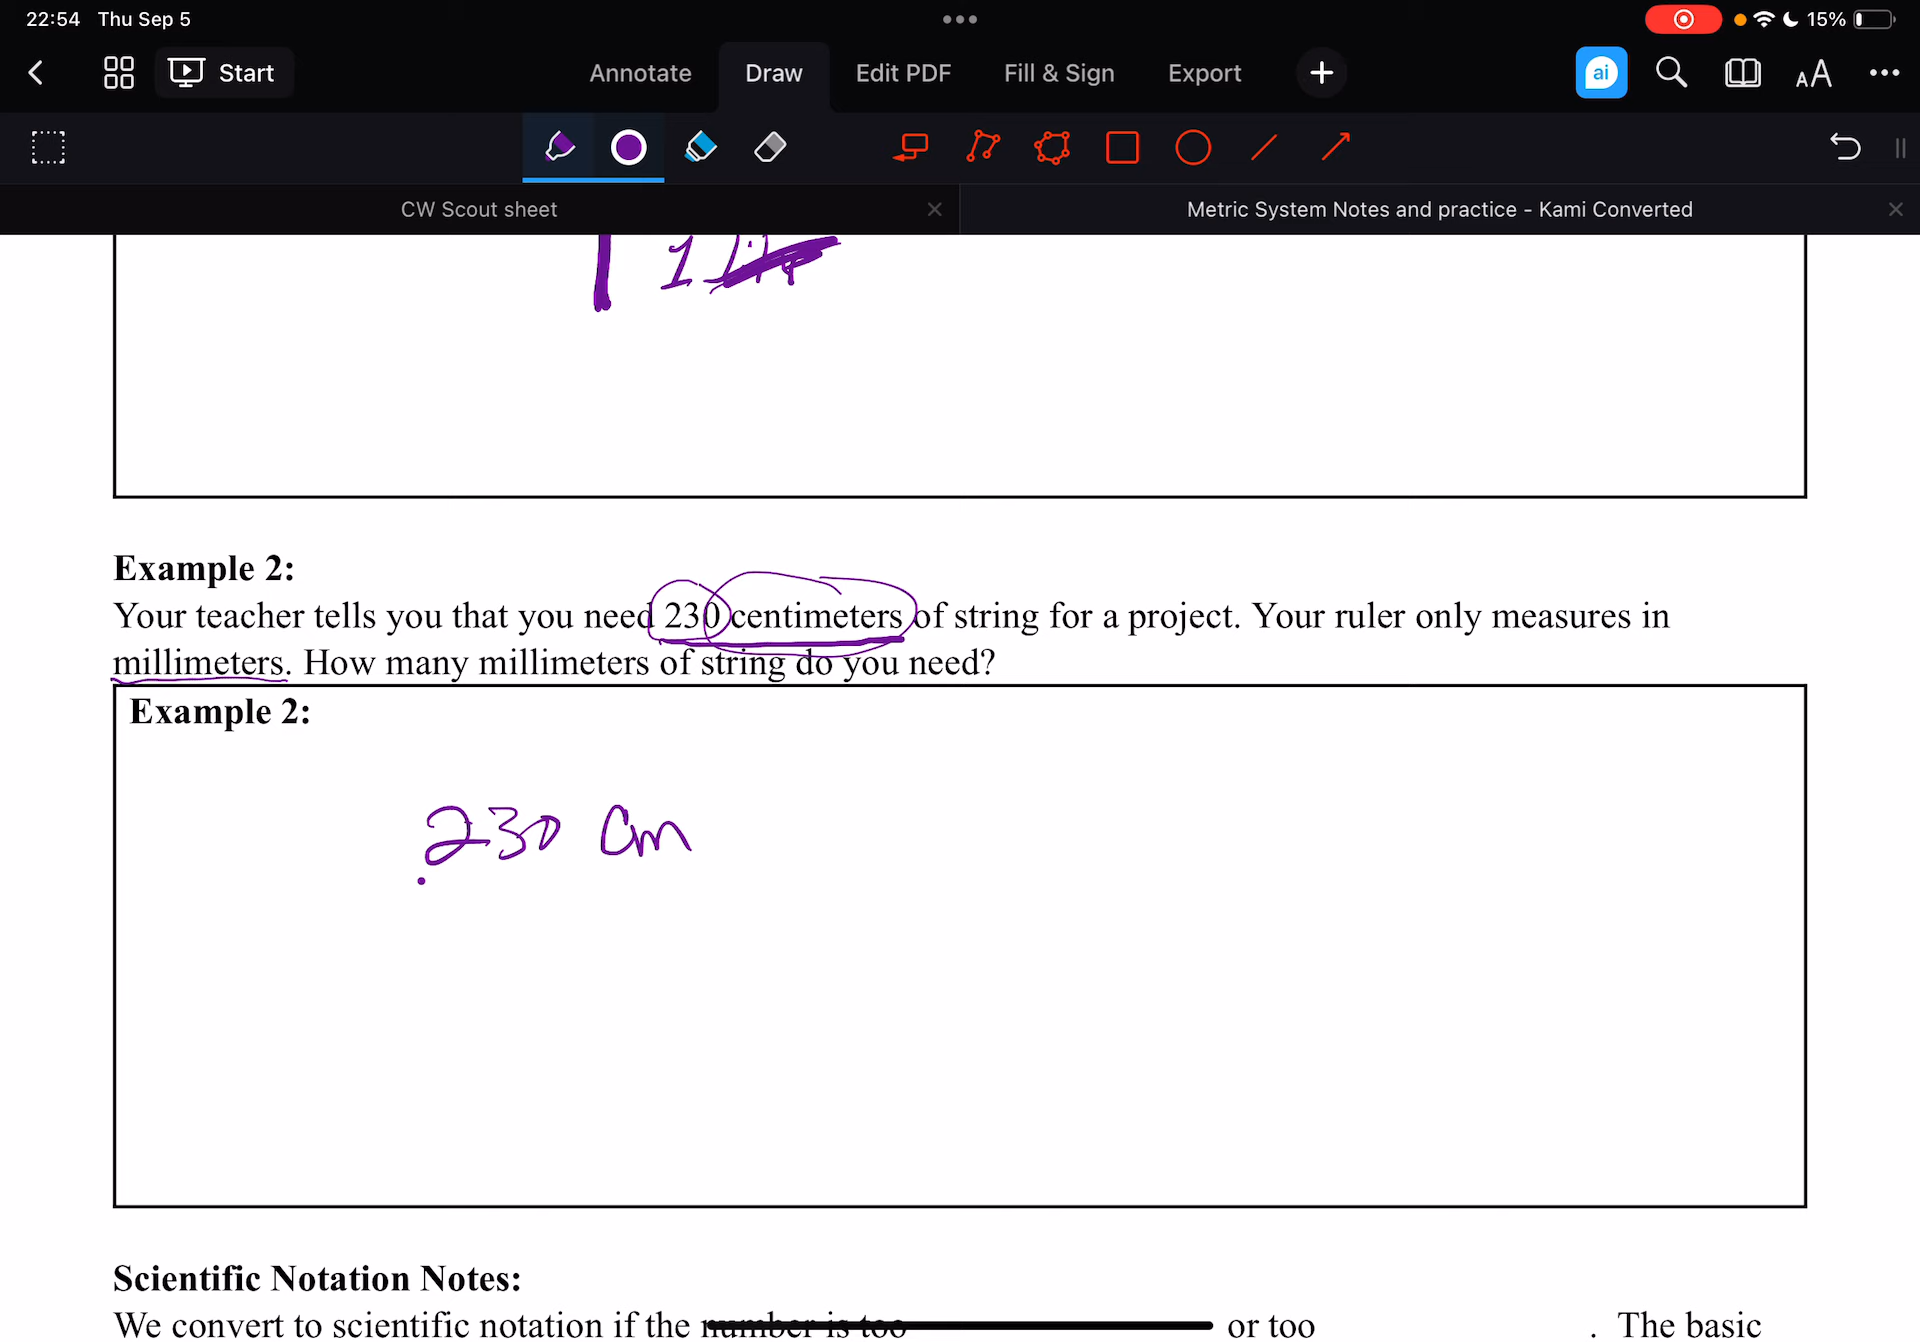 22:54 Thu Sep 5 15%
Start Annotate Draw Edit PDF Fill & Sign Export ai AA
CW Scout sheet Metric System Notes and practice - Kami Converted
1
Example 2:
Your teacher tells you that you need 230 centimeters of string for a project. Your ruler only measures in
millimeters. How many millimeters of string do you need?
Example 2:
230 cm
Scientific Notation Notes:
We convert to scientific notation if the number is too or too . The basic